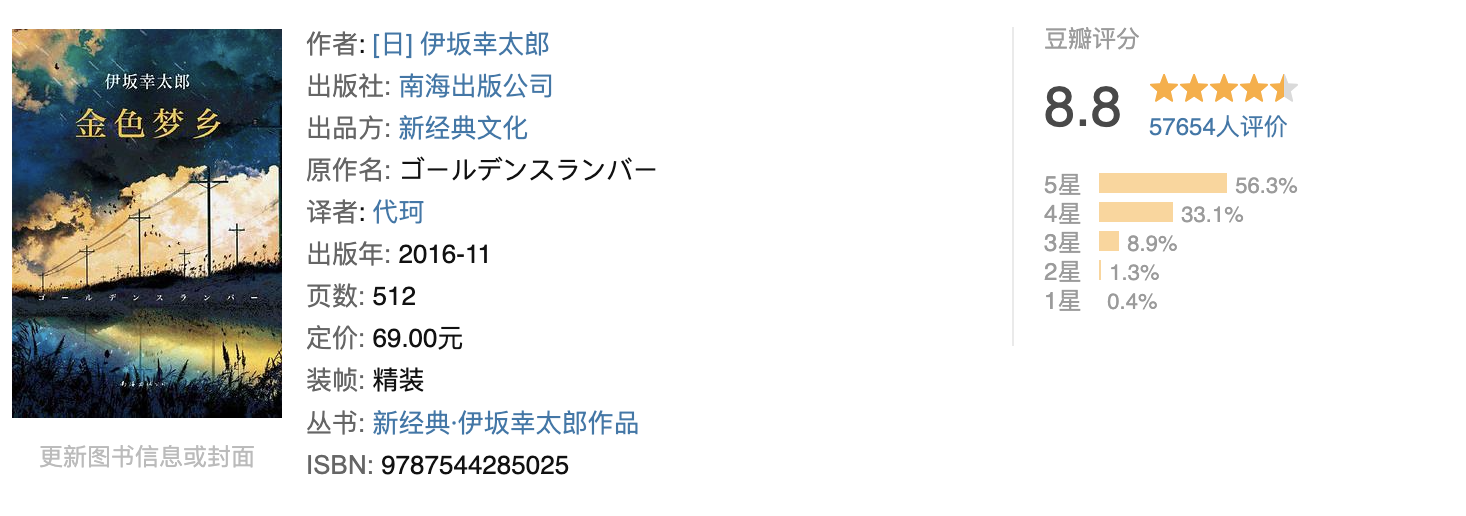 伊坂幸太郎
金色梦乡
ゴールデンスランバー
南海出版公司
更新图书信息或封面
作者: [日] 伊坂幸太郎
出版社: 南海出版公司
出品方: 新经典文化
原作名: ゴールデンスランバー
译者: 代珂
出版年: 2016-11
页数: 512
定价: 69.00元
装帧: 精装
丛书: 新经典·伊坂幸太郎作品
ISBN: 9787544285025
豆瓣评分
8.8
57654人评价
5星 56.3%
4星 33.1%
3星 8.9%
2星 1.3%
1星 0.4%